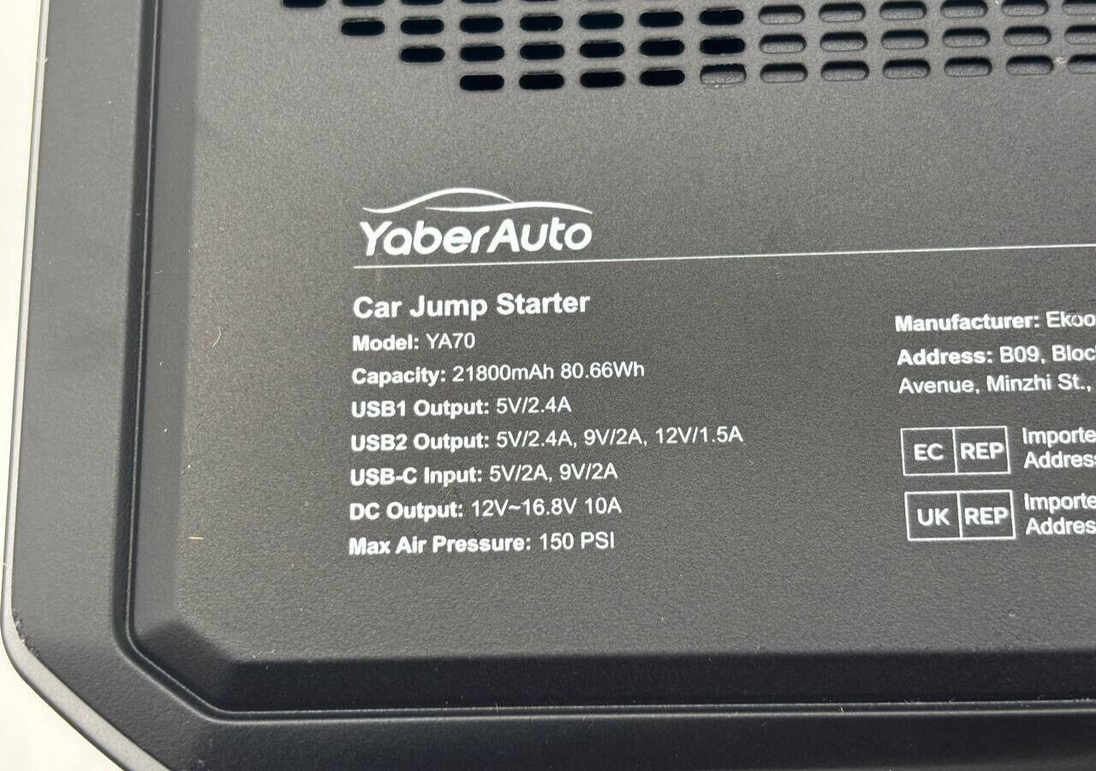 YaberAuto
Car Jump Starter
Model: YA70
Capacity: 21800mAh 80.66Wh
USB1 Output: 5V/2.4A
USB2 Output: 5V/2.4A, 9V/2A, 12V/1.5A
USB-C Input: 5V/2A, 9V/2A
DC Output: 12V~16.8V 10A
Max Air Pressure: 150 PSI
Manufacturer:
Address: B09,
Avenue, Minzhi St.,
EC REP
UK REP